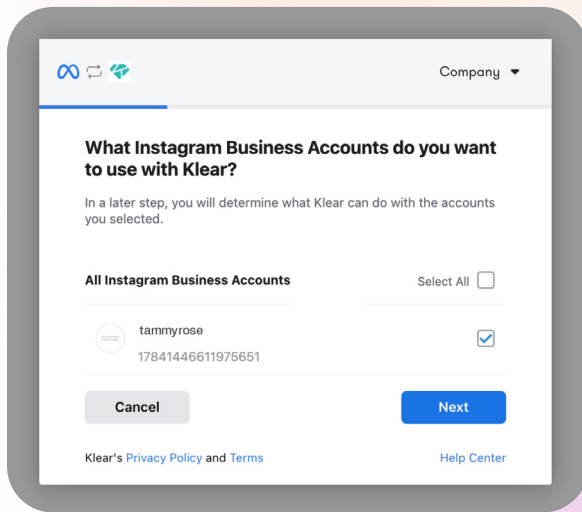 Company
What Instagram Business Accounts do you want
to use with Klear?
In a later step, you will determine what Klear can do with the accounts
you selected.
All Instagram Business Accounts
Select All
tammyrose
17841446611975651
Cancel
Next
Klear's Privacy Policy and Terms
Help Center